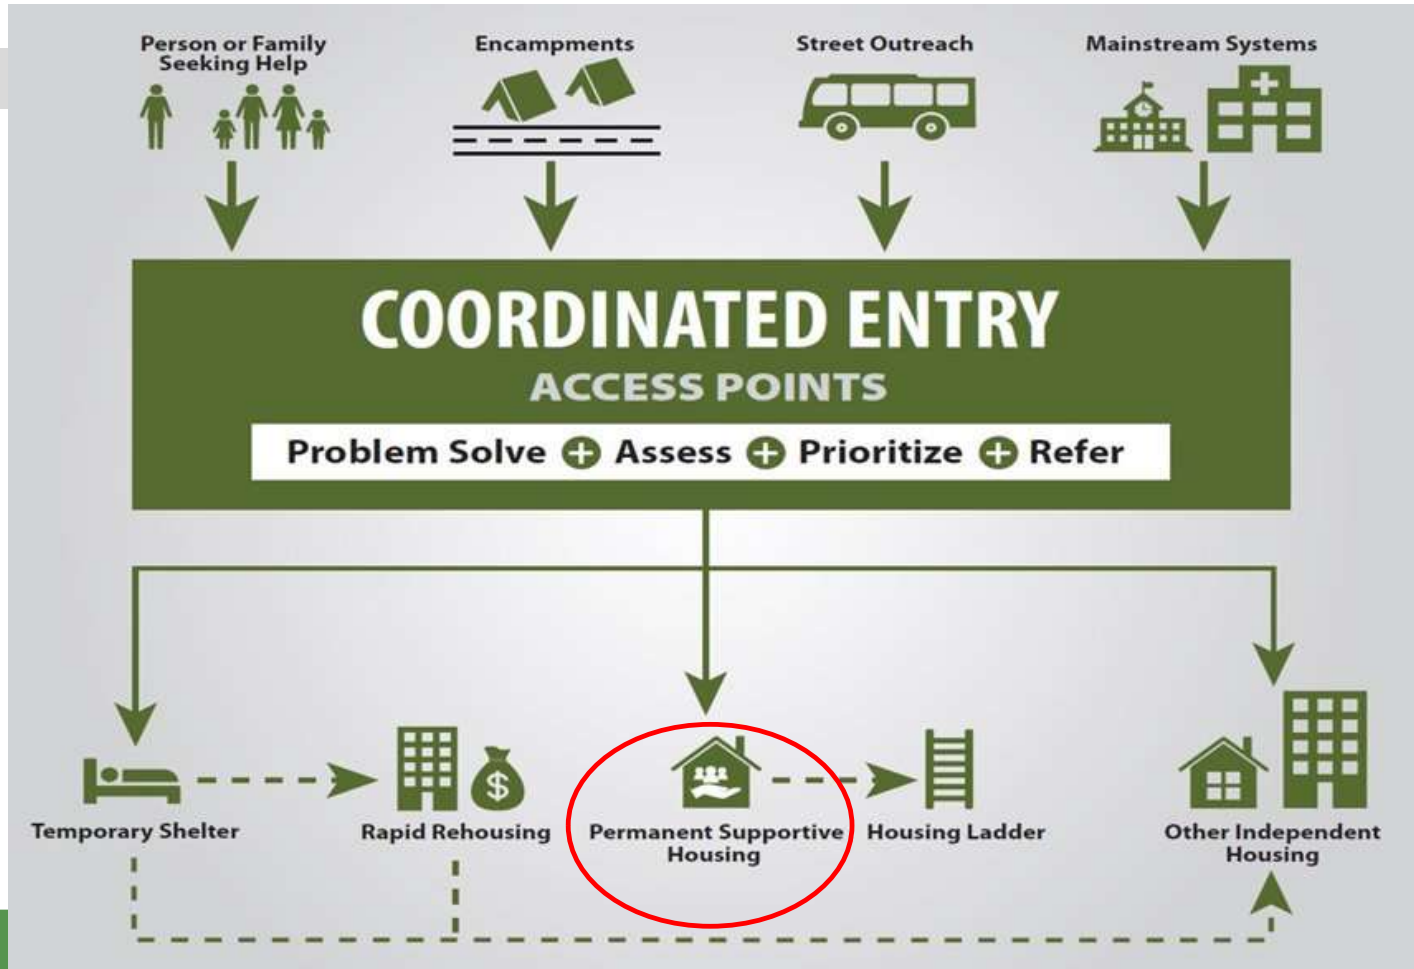 Person or Family
Seeking Help
Encampments
Street Outreach
Mainstream Systems
COORDINATED ENTRY
ACCESS POINTS
Problem Solve + Assess + Prioritize + Refer
$
Temporary Shelter
Rapid Rehousing
Permanent Supportive
Housing
Housing Ladder
Other Independent
Housing